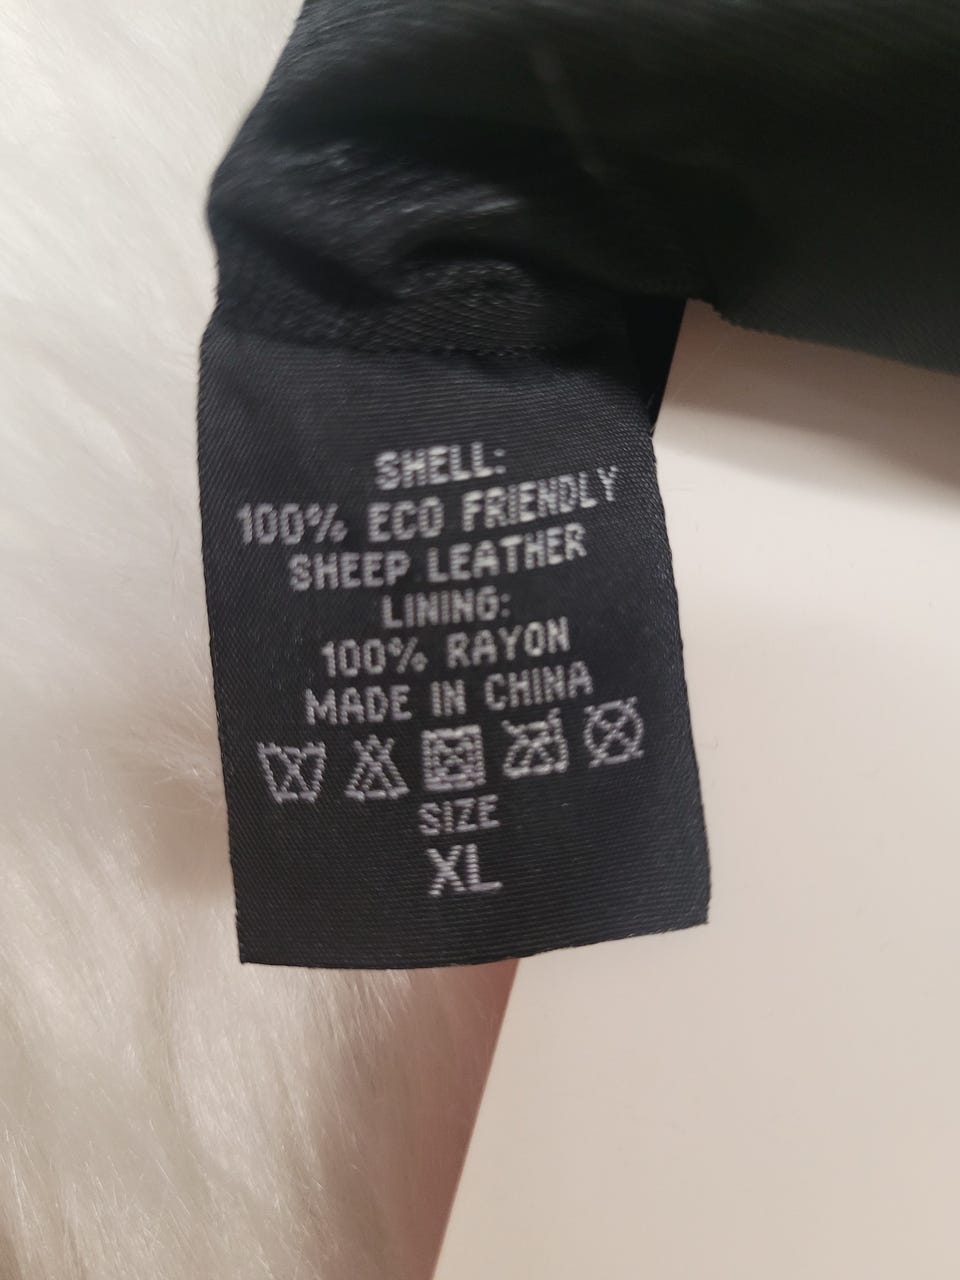 SHELL:
100% ECO FRIENDLY
SHEEP LEATHER
LINING:
100% RAYON
MADE IN CHINA
SIZE
XL